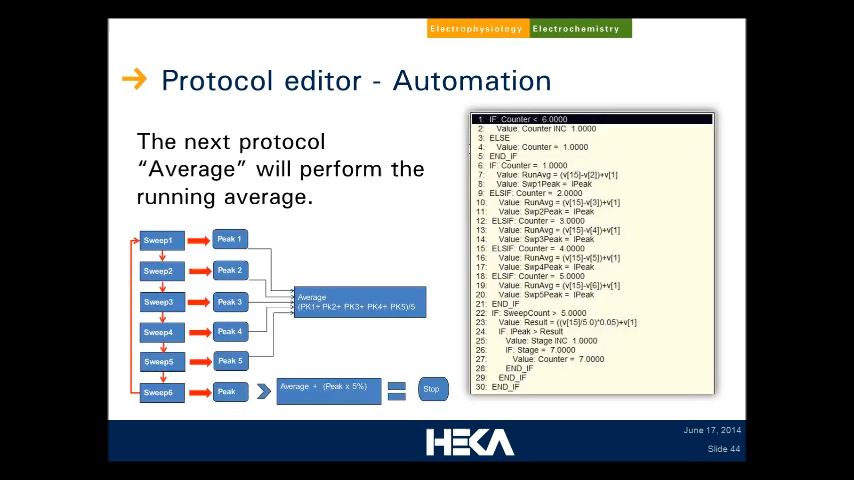 Electrophysiology Electrochemistry
Protocol editor - Automation
The next protocol
“Average” will perform the
running average.
Sweep1
Peak 1
Sweep2
Peak 2
Sweep3
Peak 3
Sweep4
Peak 4
Sweep5
Peak 5
Sweep6
Peak
Average
(PK1+ Pk2+ PK3+ PK4+ PK5)/5
Average + (Peak x 5%)
Stop
1: IF: Counter < 6.0000
2: Value: Counter INC 1.0000
3: ELSE
4: Value: Counter = 1.0000
5: END_IF
6: IF: Counter = 1.0000
7: Value: RunAvg = (v[15]-v[2])+v[1]
8: Value: Swp1Peak = IPeak
9: ELSIF: Counter = 2.0000
10: Value: RunAvg = (v[15]-v[3])+v[1]
11: Value: Swp2Peak = IPeak
12: ELSIF: Counter = 3.0000
13: Value: RunAvg = (v[15]-v[4])+v[1]
14: Value: Swp3Peak = IPeak
15: ELSIF: Counter = 4.0000
16: Value: RunAvg = (v[15]-v[5])+v[1]
17: Value: Swp4Peak = IPeak
18: ELSIF: Counter = 5.0000
19: Value: RunAvg = (v[15]-v[6])+v[1]
20: Value: Swp5Peak = IPeak
21: END_IF
22: IF: SweepCount > 5.0000
23: Value: Result = ((v[15]/5.0)*0.05)+v[1]
24: IF: IPeak > Result
25: Value: Stage INC 1.0000
26: IF: Stage = 7.0000
27: Value: Counter = 7.0000
28: END_IF
29: END_IF
30: END_IF
HEKA
June 17, 2014
Slide 44